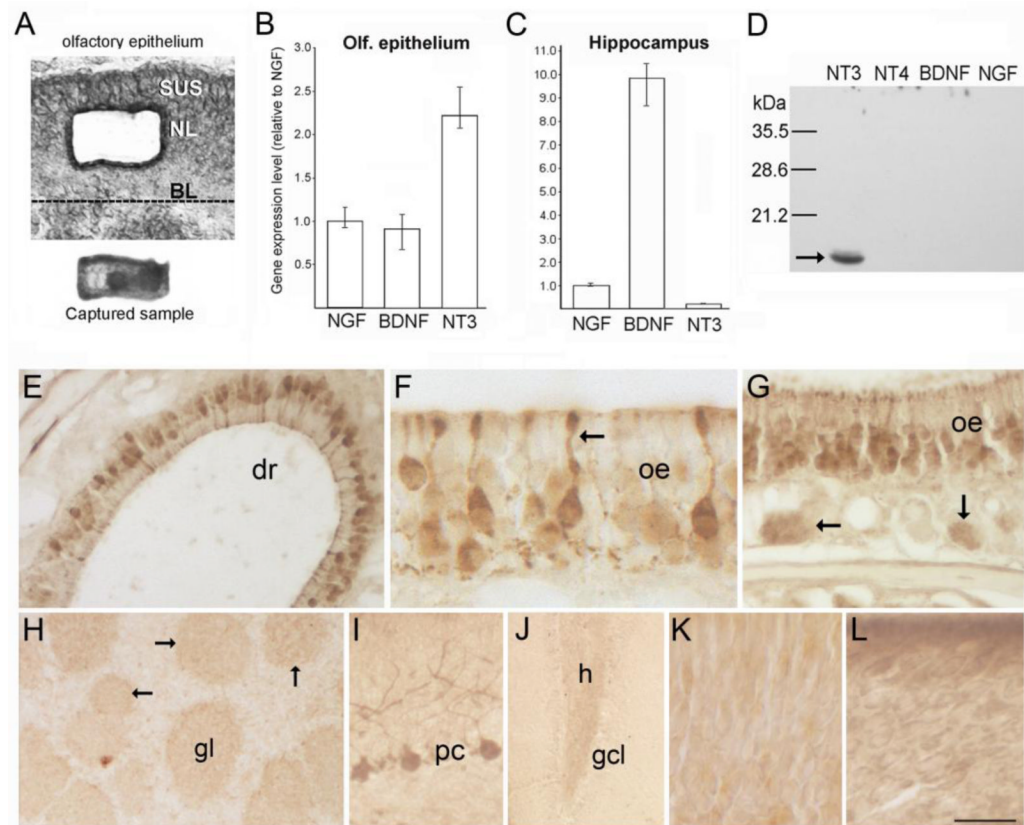 A
olfactory epithelium
SUS
NL
BL
Captured sample
B
Olf. epithelium
Gene expression level (relative to NGF)
3.0
2.5
2.0
1.5
1.0
0.5
NGF BDNF NT3
C
Hippocampus
11.0
10.0
9.0
8.0
7.0
6.0
5.0
4.0
3.0
2.0
1.0
NGF BDNF NT3
D
NT3 NT4 BDNF NGF
kDa
35.5
28.6
21.2
E
dr
F
oe
G
oe
H
gl
I
pc
J
h
gcl
K
L